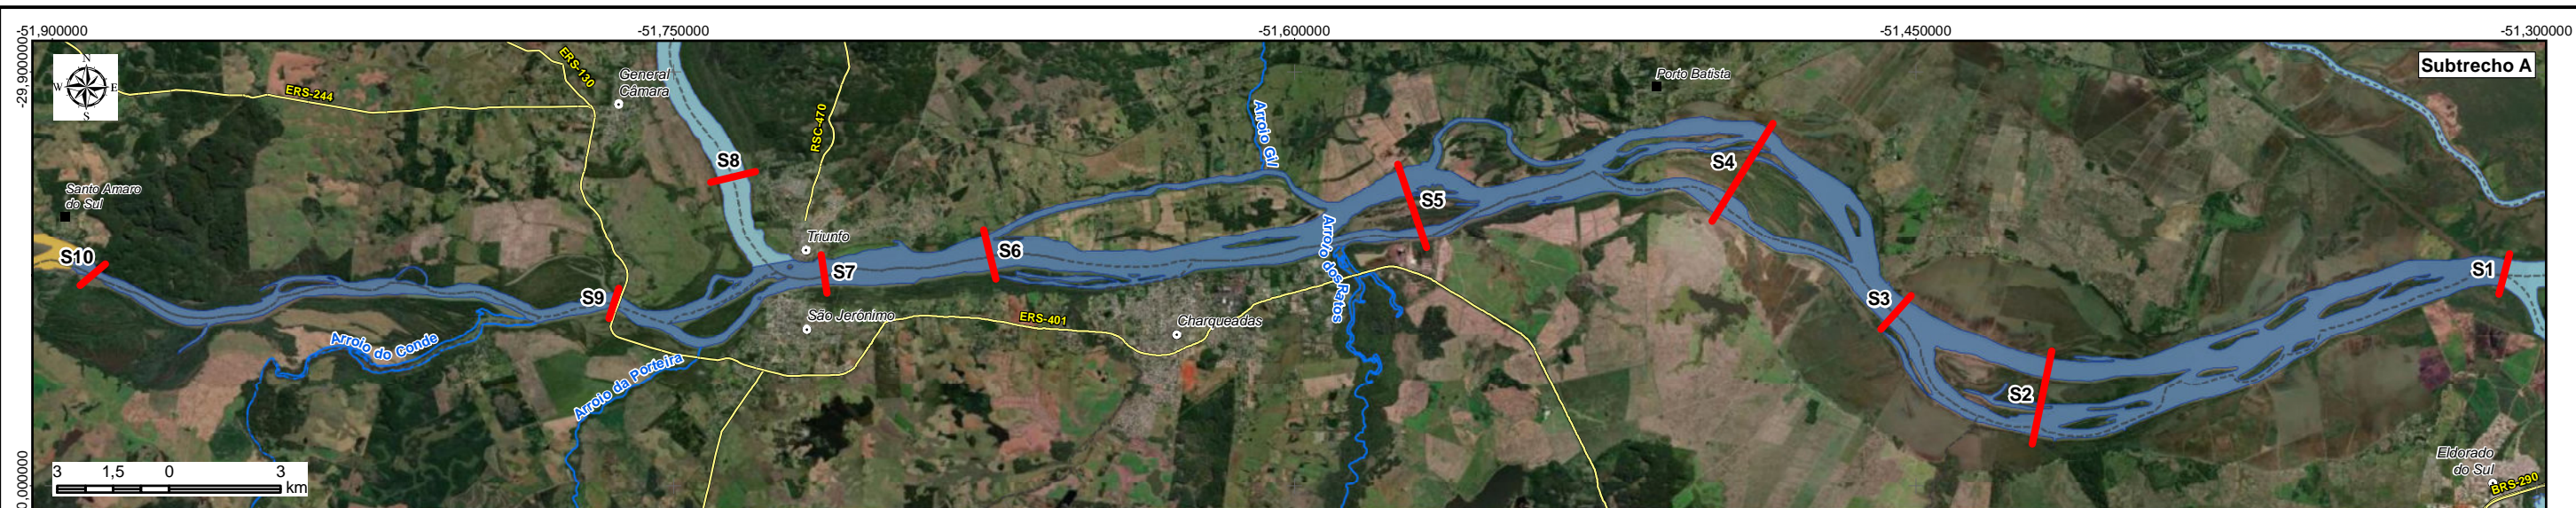 -51,900000
-51,750000
-51,600000
-51,450000
-51,300000
-29,900000
Subtrecho A
N
W
E
S
ERS-244
ERS-130
General
Câmara
RSC-470
Arroio Gil
Porto Batista
Santo Amaro
do Sul
S8
S4
S5
S10
Triunfo
S6
S7
S9
S3
S1
Arroio dos Ratos
São Jerônimo
ERS-401
Charqueadas
Arroio do Conde
Arroio da Porteira
S2
Eldorado
do Sul
BRS-290
3
1,5
0
3
km
0,000000